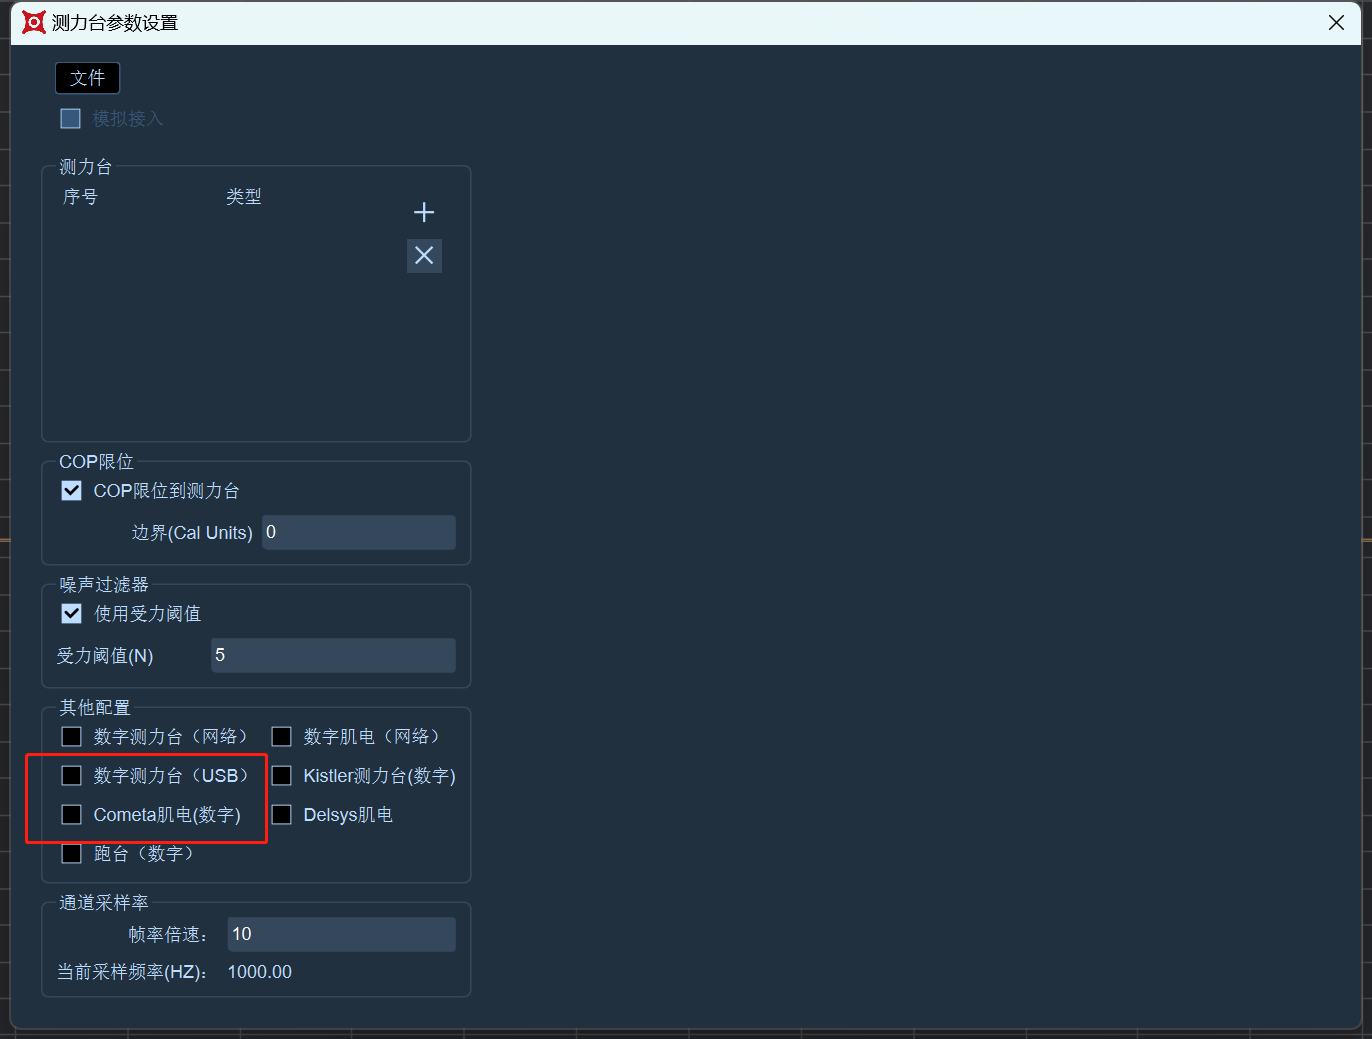 测力台参数设置
文件
模拟接入
测力台
序号 类型
COP限位
COP限位到测力台
边界(Cal Units) 0
噪声过滤器
使用受力阈值
受力阈值(N) 5
其他配置
数字测力台（网络） 数字肌电（网络）
数字测力台（USB） Kistler测力台(数字)
Cometa肌电(数字) Delsys肌电
跑台（数字）
通道采样率
帧率倍速： 10
当前采样频率(HZ)： 1000.00